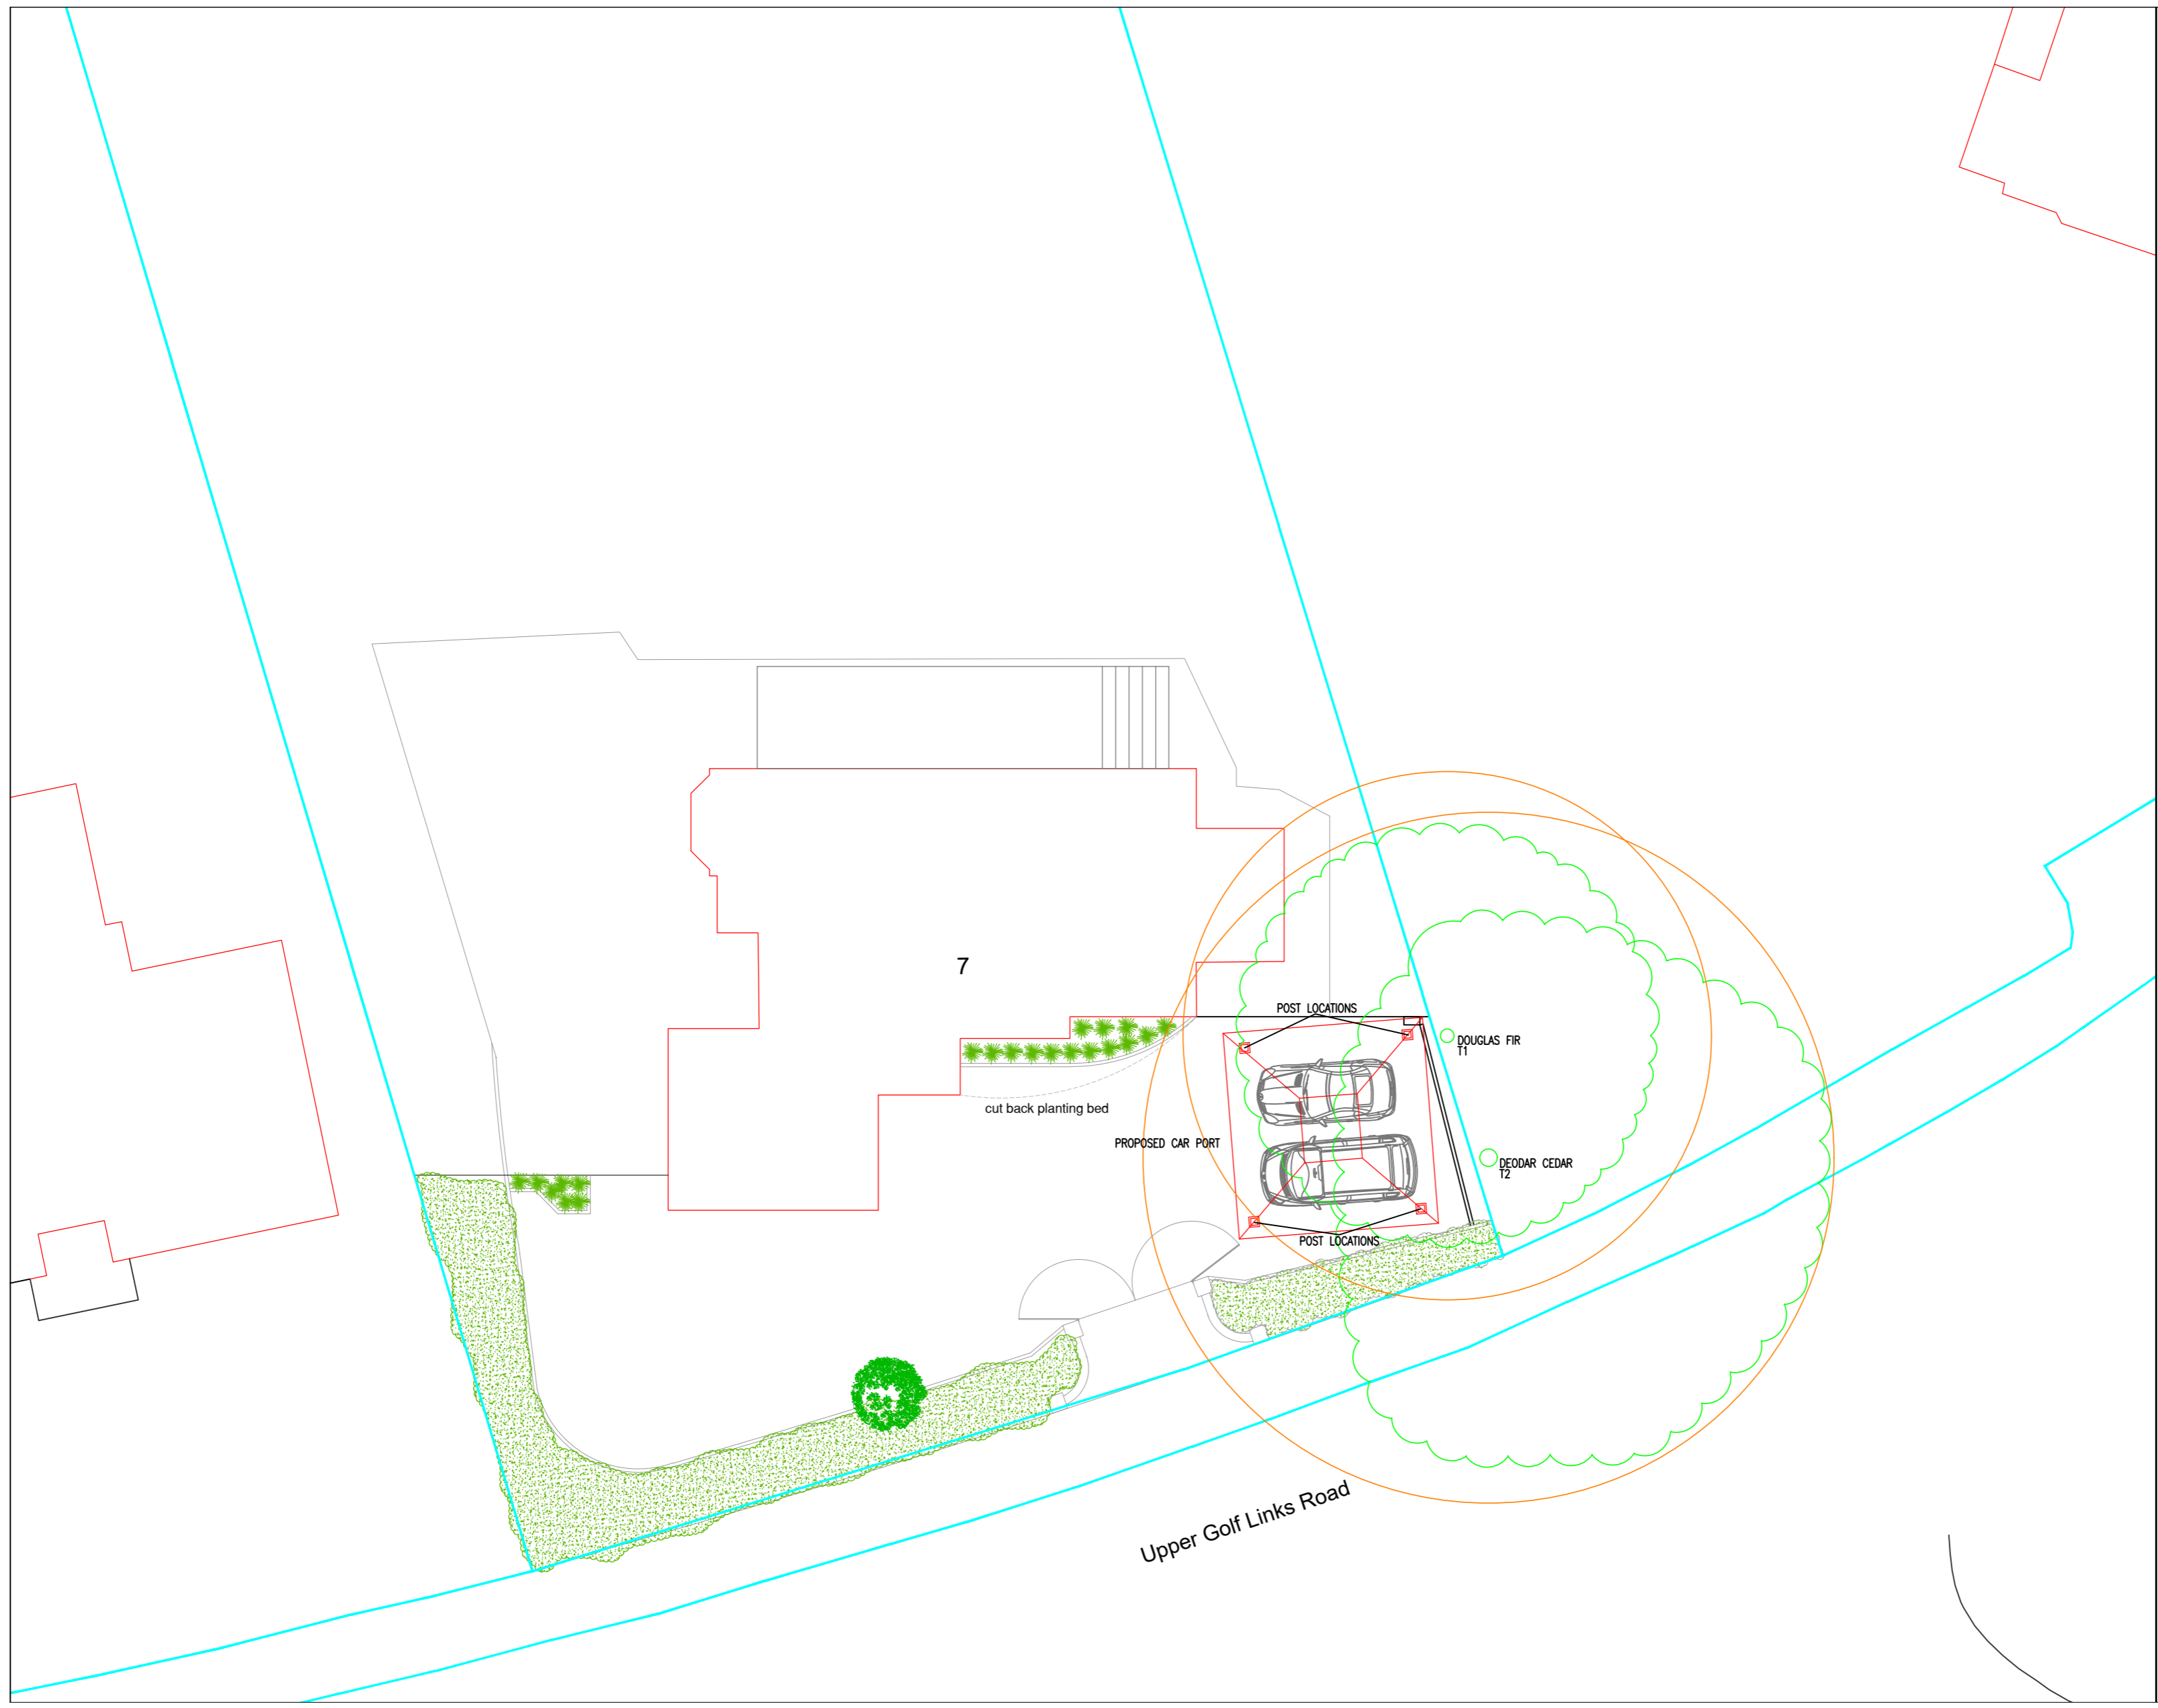 7
POST LOCATIONS
DOUGLAS FIR
T1
cut back planting bed
PROPOSED CAR PORT
DEODAR CEDAR
T2
POST LOCATIONS
Upper Golf Links Road